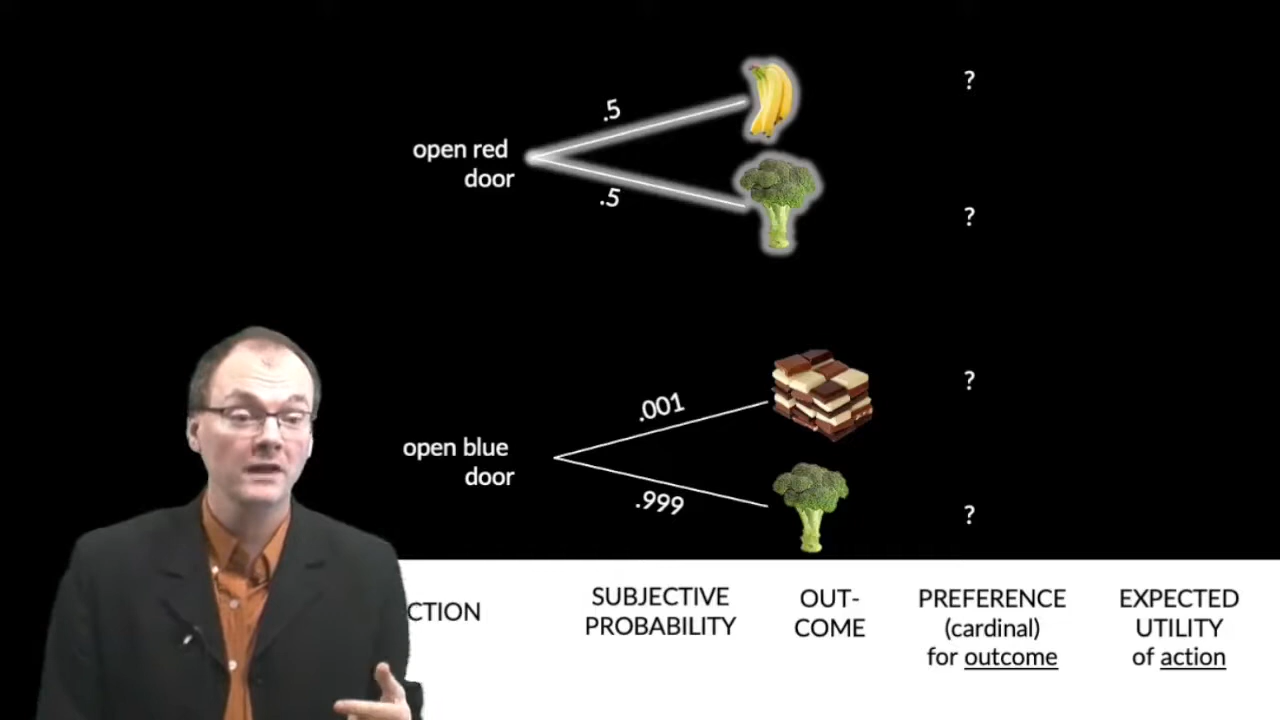 .5
?
open red
door
.5
?
.001
?
open blue
door
.999
?
CTION
SUBJECTIVE
PROBABILITY
OUT-
COME
PREFERENCE
(cardinal)
for outcome
EXPECTED
UTILITY
of action